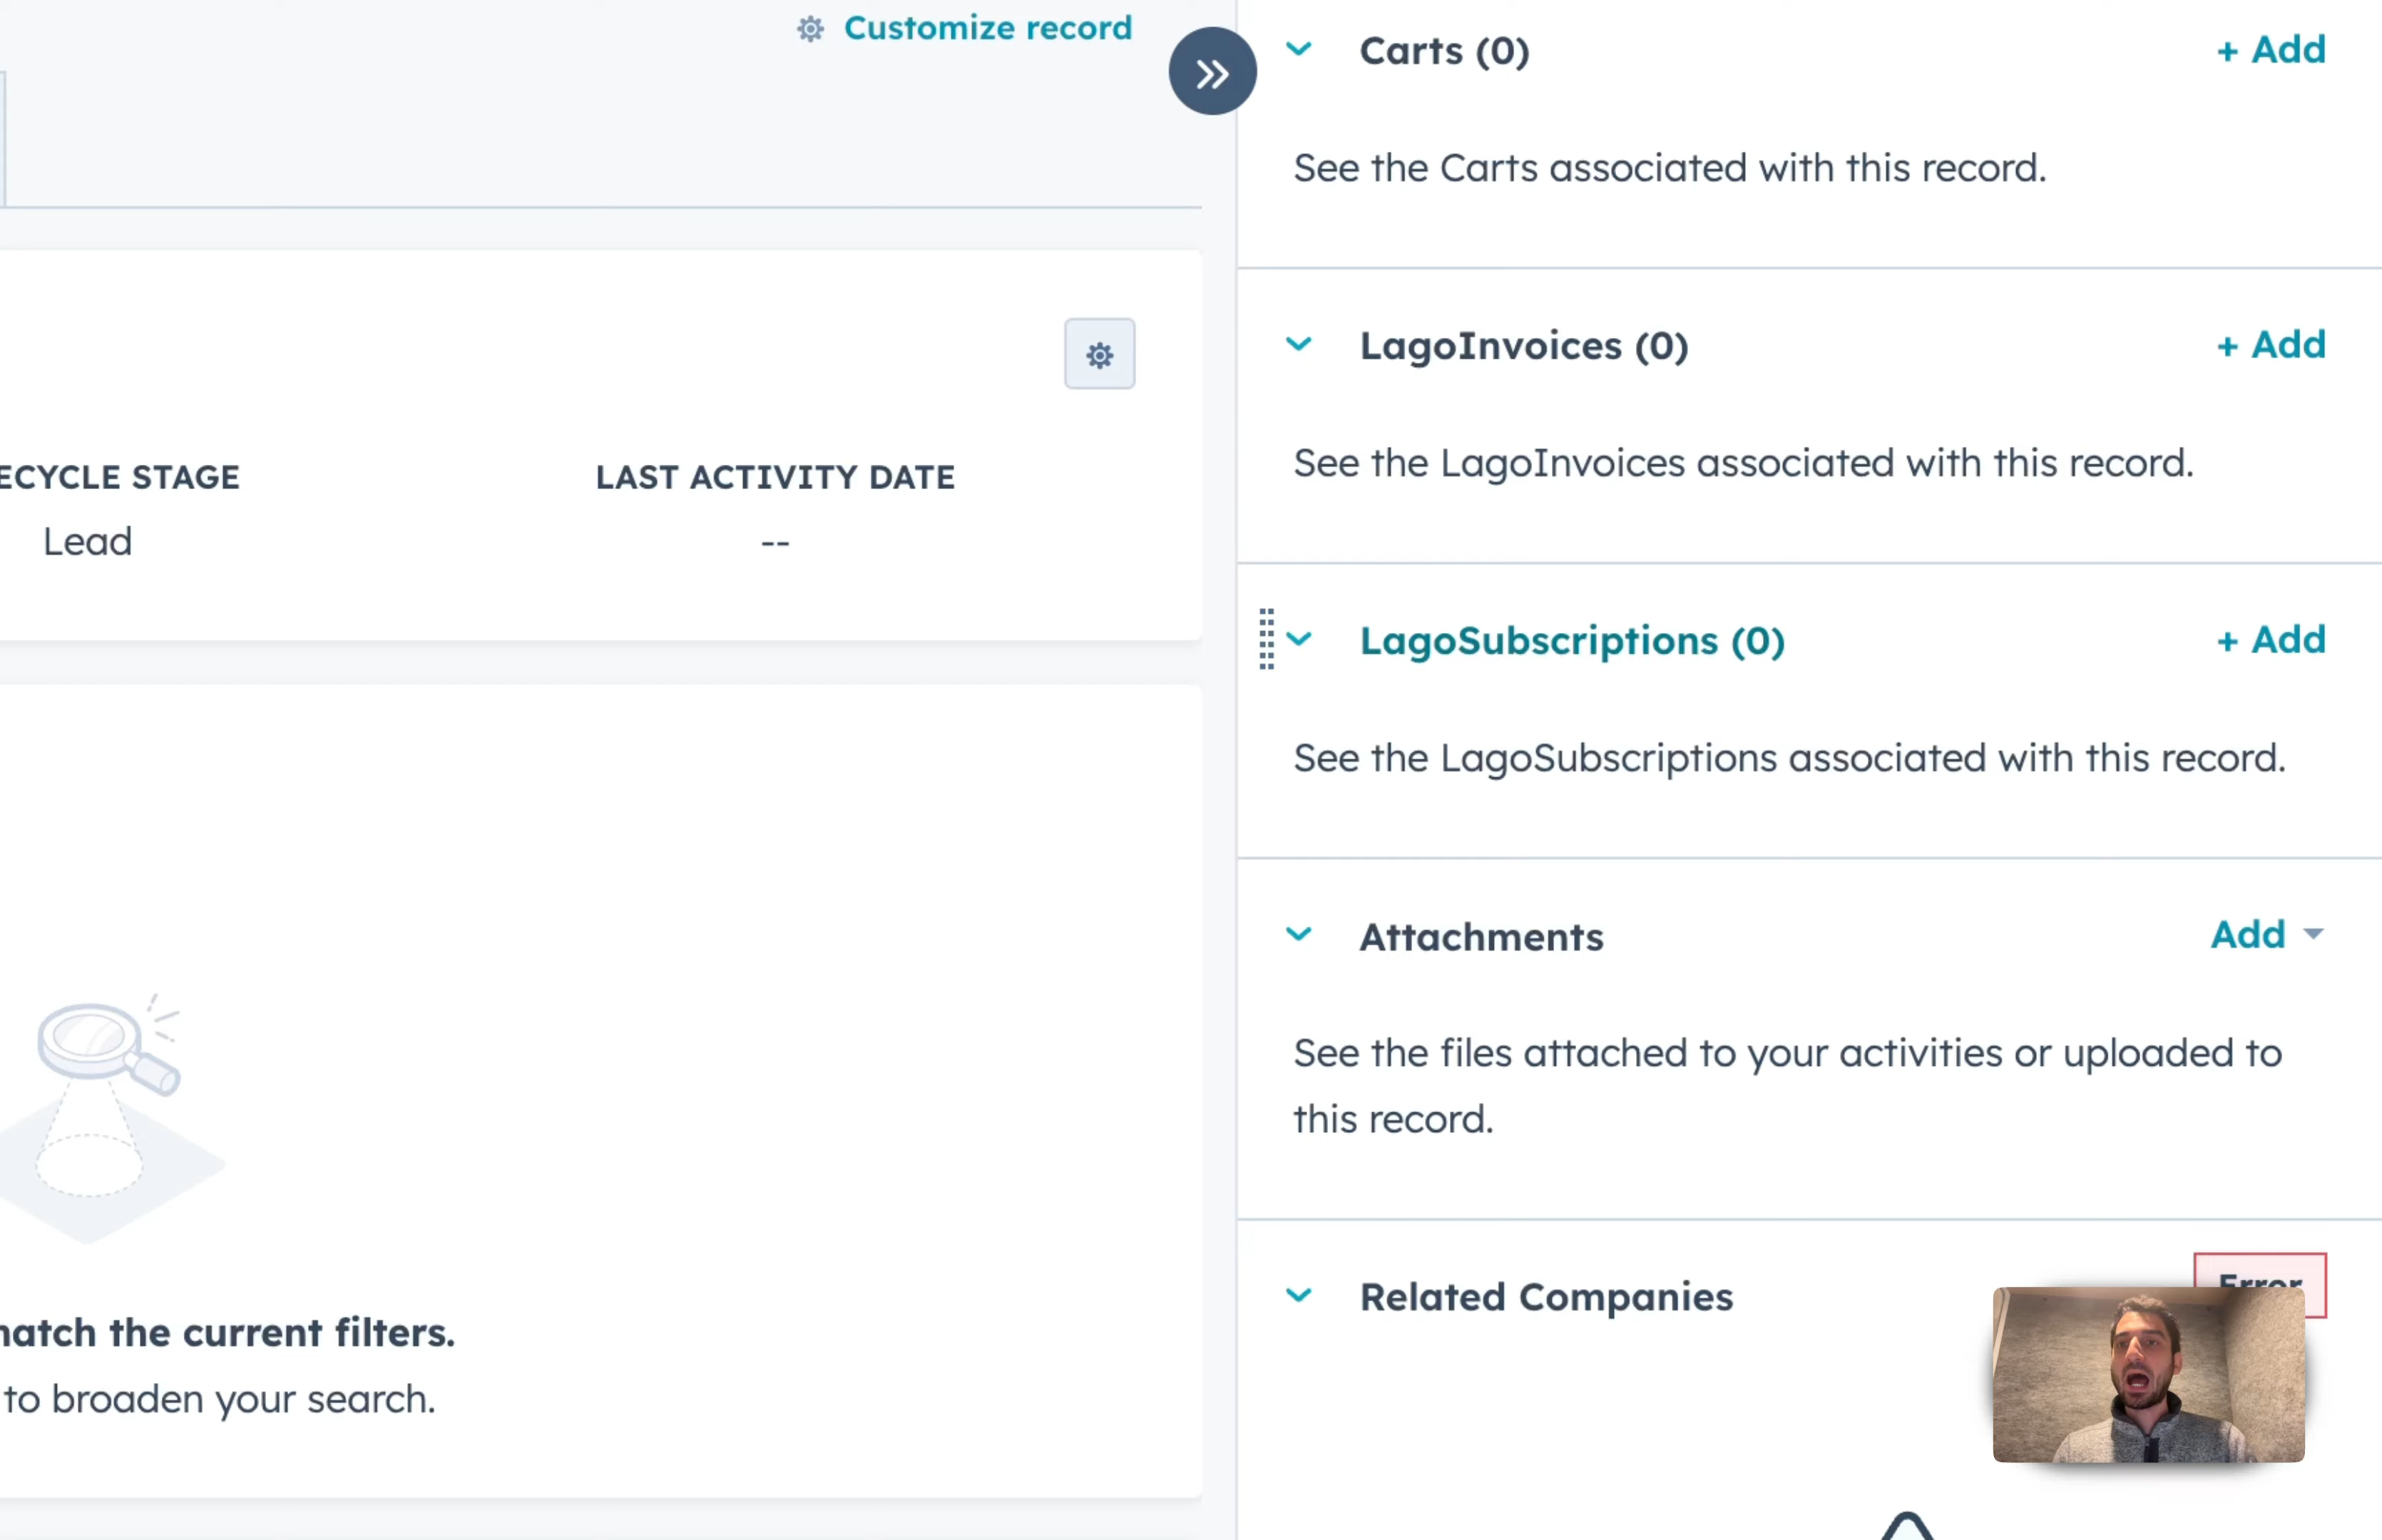 Customize record
ECYCLE STAGE
Lead
LAST ACTIVITY DATE
--
match the current filters.
to broaden your search.
Carts (0)
+ Add
See the Carts associated with this record.
LagoInvoices (0)
+ Add
See the LagoInvoices associated with this record.
LagoSubscriptions (0)
+ Add
See the LagoSubscriptions associated with this record.
Attachments
Add
See the files attached to your activities or uploaded to
this record.
Related Companies
Error